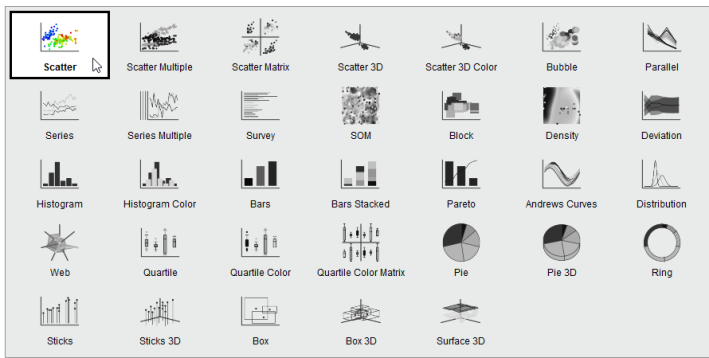 Scatter Scatter Multiple Scatter Matrix Scatter 3D Scatter 3D Color Bubble Parallel
Series Series Multiple Survey SOM Block Density Deviation
Histogram Histogram Color Bars Bars Stacked Pareto Andrews Curves Distribution
Web Quartile Quartile Color Quartile Color Matrix Pie Pie 3D Ring
Sticks Sticks 3D Box Box 3D Surface 3D